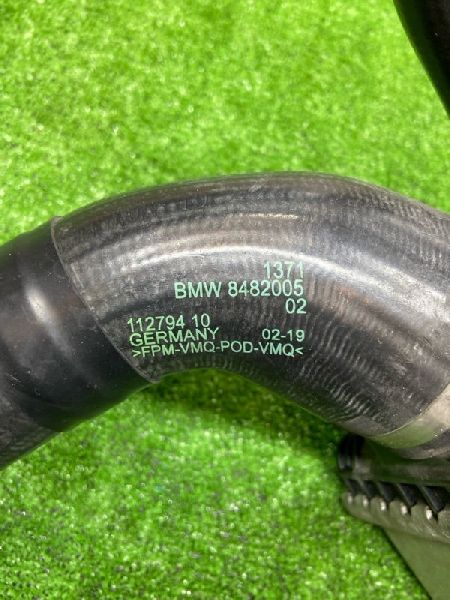 1371
BMW 8482005
02
112794 10
GERMANY 02-19
>FPM-VMQ-POD-VMQ<